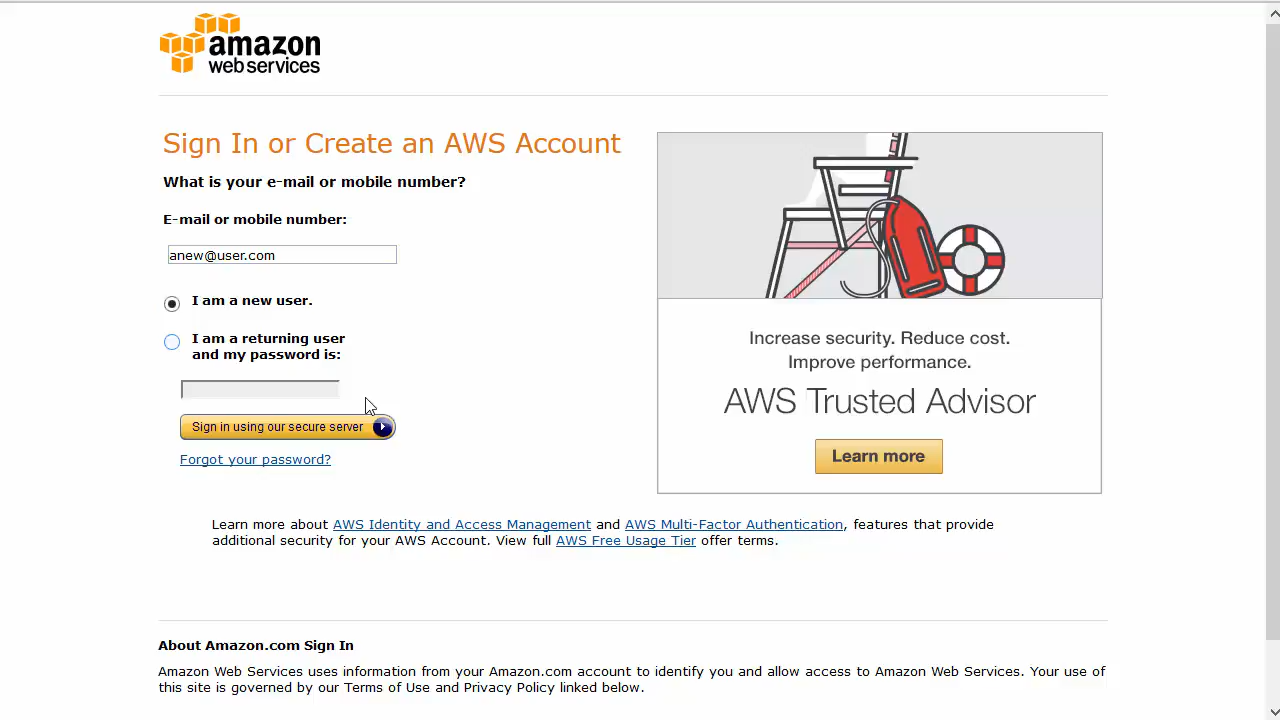 amazon
web services
Sign In or Create an AWS Account
What is your e-mail or mobile number?
E-mail or mobile number:
anew@user.com
I am a new user.
I am a returning user
and my password is:
Sign in using our secure server
Forgot your password?
Increase security. Reduce cost.
Improve performance.
AWS Trusted Advisor
Learn more
Learn more about AWS Identity and Access Management and AWS Multi-Factor Authentication, features that provide
additional security for your AWS Account. View full AWS Free Usage Tier offer terms.
About Amazon.com Sign In
Amazon Web Services uses information from your Amazon.com account to identify you and allow access to Amazon Web Services. Your use of
this site is governed by our Terms of Use and Privacy Policy linked below.